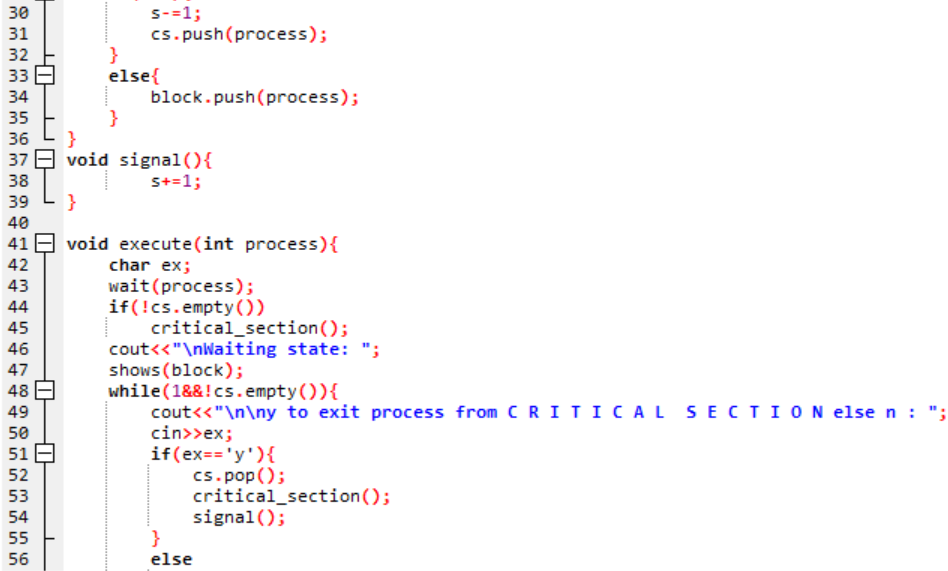 30 s-=1;
31 cs.push(process);
32 }
33 else{
34 block.push(process);
35 }
36 }
37 void signal(){
38 s+=1;
39 }
40
41 void execute(int process){
42 char ex;
43 wait(process);
44 if(!cs.empty())
45 critical_section();
46 cout<<"\nWaiting state: ";
47 shows(block);
48 while(1&&!cs.empty()){
49 cout<<"\n\ny to exit process from C R I T I C A L  S E C T I O N else n : ";
50 cin>>ex;
51 if(ex=='y'){
52 cs.pop();
53 critical_section();
54 signal();
55 }
56 else